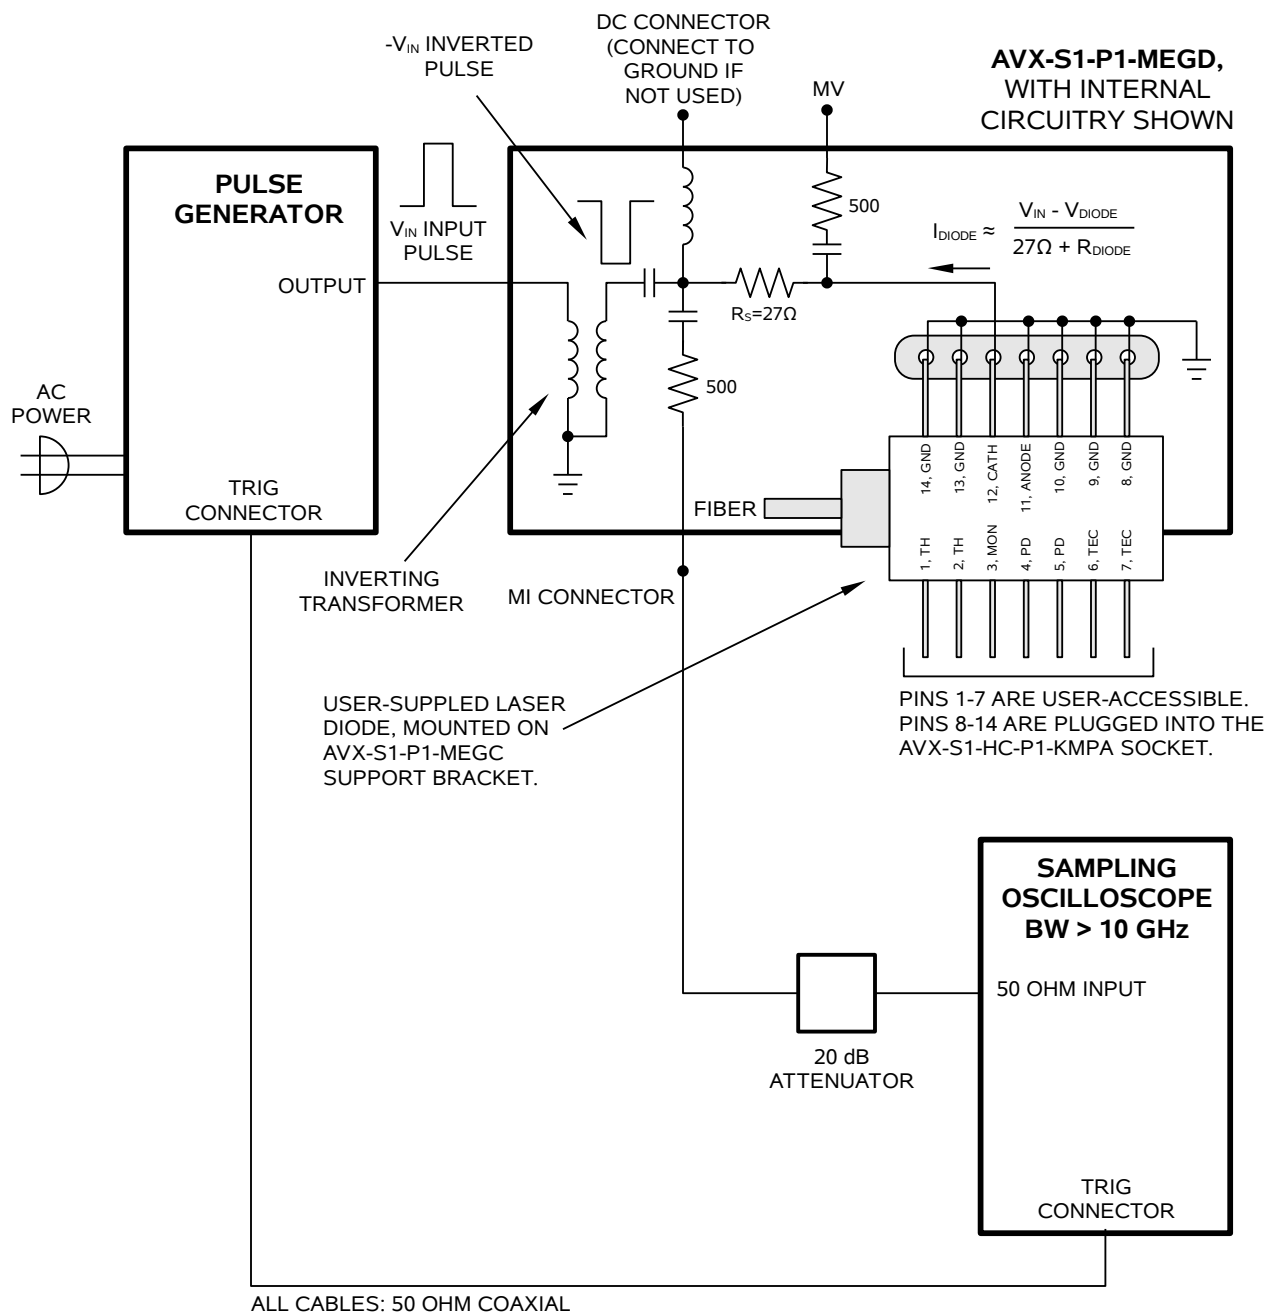 DC CONNECTOR
(CONNECT TO
GROUND IF
NOT USED)
-VIN INVERTED
PULSE
MV
AVX-S1-P1-MEGD,
WITH INTERNAL
CIRCUITRY SHOWN
PULSE
GENERATOR
VIN INPUT
PULSE
OUTPUT
500
IDIODE ≈
VIN - VDIODE
27Ω + RDIODE
RS=27Ω
500
AC
POWER
TRIG
CONNECTOR
FIBER
14, GND
13, GND
12, CATH
11, ANODE
10, GND
9, GND
8, GND
1, TH
2, TH
3, MON
4, PD
5, PD
6, TEC
7, TEC
INVERTING
TRANSFORMER
MI CONNECTOR
USER-SUPPLED LASER
DIODE, MOUNTED ON
AVX-S1-P1-MEGC
SUPPORT BRACKET.
PINS 1-7 ARE USER-ACCESSIBLE.
PINS 8-14 ARE PLUGGED INTO THE
AVX-S1-HC-P1-KMPA SOCKET.
SAMPLING
OSCILLOSCOPE
BW > 10 GHz
50 OHM INPUT
20 dB
ATTENUATOR
TRIG
CONNECTOR
ALL CABLES: 50 OHM COAXIAL